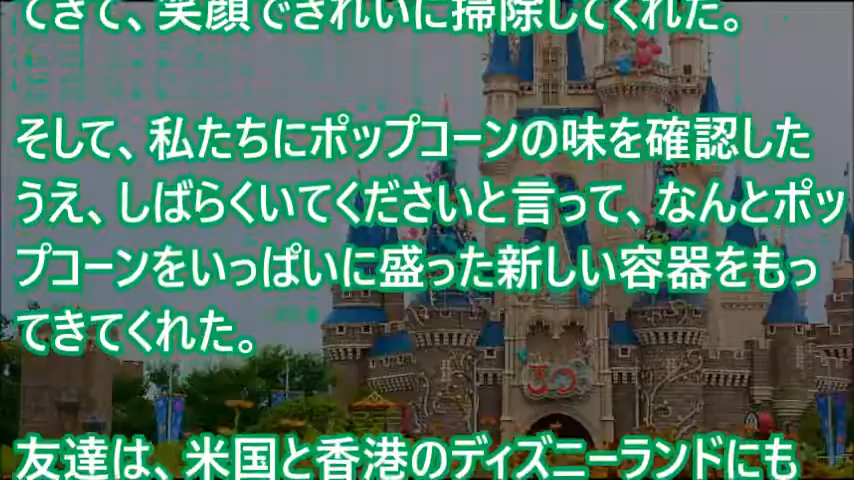 てきて、笑顔できれいに掃除してくれた。
そして、私たちにポップコーンの味を確認した
うえ、しばらくいてくださいと言って、なんとポッ
プコーンをいっぱいに盛った新しい容器をもっ
てきてくれた。
友達は、米国と香港のディズニーランドにも
30